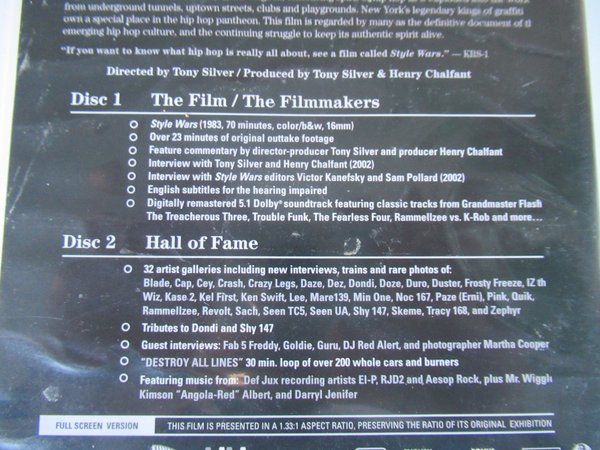 from underground tunnels, uptown streets, clubs and playgrounds. New York's legendary kings of graffiti
own a special place in the hip hop pantheon. This film is regarded by many as the definitive document of
emerging hip hop culture, and the continuing struggle to keep its authentic spirit alive.
"If you want to know what hip hop is really all about, see a film called Style Wars." — KRS-1
Directed by Tony Silver / Produced by Tony Silver & Henry Chalfant
Disc 1 The Film / The Filmmakers
Style Wars (1983, 70 minutes, color/b&w, 16mm)
Over 23 minutes of original outtake footage
Feature commentary by director-producer Tony Silver and producer Henry Chalfant
Interview with Tony Silver and Henry Chalfant (2002)
Interview with Style Wars editors Victor Kanefsky and Sam Pollard (2002)
English subtitles for the hearing impaired
Digitally remastered 5.1 Dolby® soundtrack featuring classic tracks from Grandmaster Flash
The Treacherous Three, Trouble Funk, The Fearless Four, Rammellzee vs. K-Rob and more...
Disc 2 Hall of Fame
32 artist galleries including new interviews, trains and rare photos of:
Blade, Cap, Cey, Crash, Crazy Legs, Daze, Dez, Dondi, Doze, Duro, Duster, Frosty Freeze, IZ th
Wiz, Kase 2, Kel First, Ken Swift, Lee, Mare139, Min One, Noc 167, Paze (Erni), Pink, Quik,
Rammellzee, Revolt, Sach, Seen TC5, Seen UA, Shy 147, Skeme, Tracy 168, and Zephyr
Tributes to Dondi and Shy 147
Guest interviews: Fab 5 Freddy, Goldie, Guru, DJ Red Alert, and photographer Martha Cooper
"DESTROY ALL LINES" 30 min. loop of over 200 whole cars and burners
Featuring music from: Def Jux recording artists El-P, RJD2 and Aesop Rock, plus Mr. Wiggl
Kimson "Angola-Red" Albert, and Darryl Jenifer
FULL SCREEN VERSION THIS FILM IS PRESENTED IN A 1.33:1 ASPECT RATIO, PRESERVING THE RATIO OF ITS ORIGINAL EXHIBITION